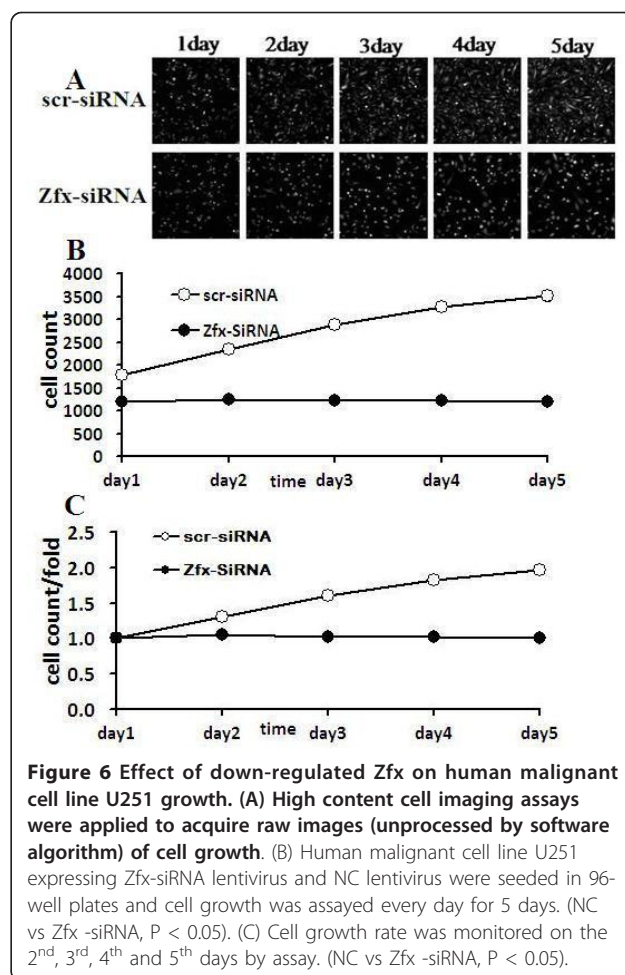 1day 2day 3day 4day 5day
A
scr-siRNA
Zfx-siRNA
B
4000
3500
3000
2500
2000
1500
1000
500
0
cell count
scr-siRNA
Zfx-SiRNA
day1 day2 time day3 day4 day5
C
2.5
2.0
1.5
1.0
0.5
0.0
cell count/fold
scr-siRNA
Zfx-SiRNA
day1 day2 time day3 day4 day5
Figure 6 Effect of down-regulated Zfx on human malignant
cell line U251 growth. (A) High content cell imaging assays
were applied to acquire raw images (unprocessed by software
algorithm) of cell growth. (B) Human malignant cell line U251
expressing Zfx-siRNA lentivirus and NC lentivirus were seeded in 96-
well plates and cell growth was assayed every day for 5 days. (NC
vs Zfx -siRNA, P < 0.05). (C) Cell growth rate was monitored on the
2nd, 3rd, 4th and 5th days by assay. (NC vs Zfx -siRNA, P < 0.05).